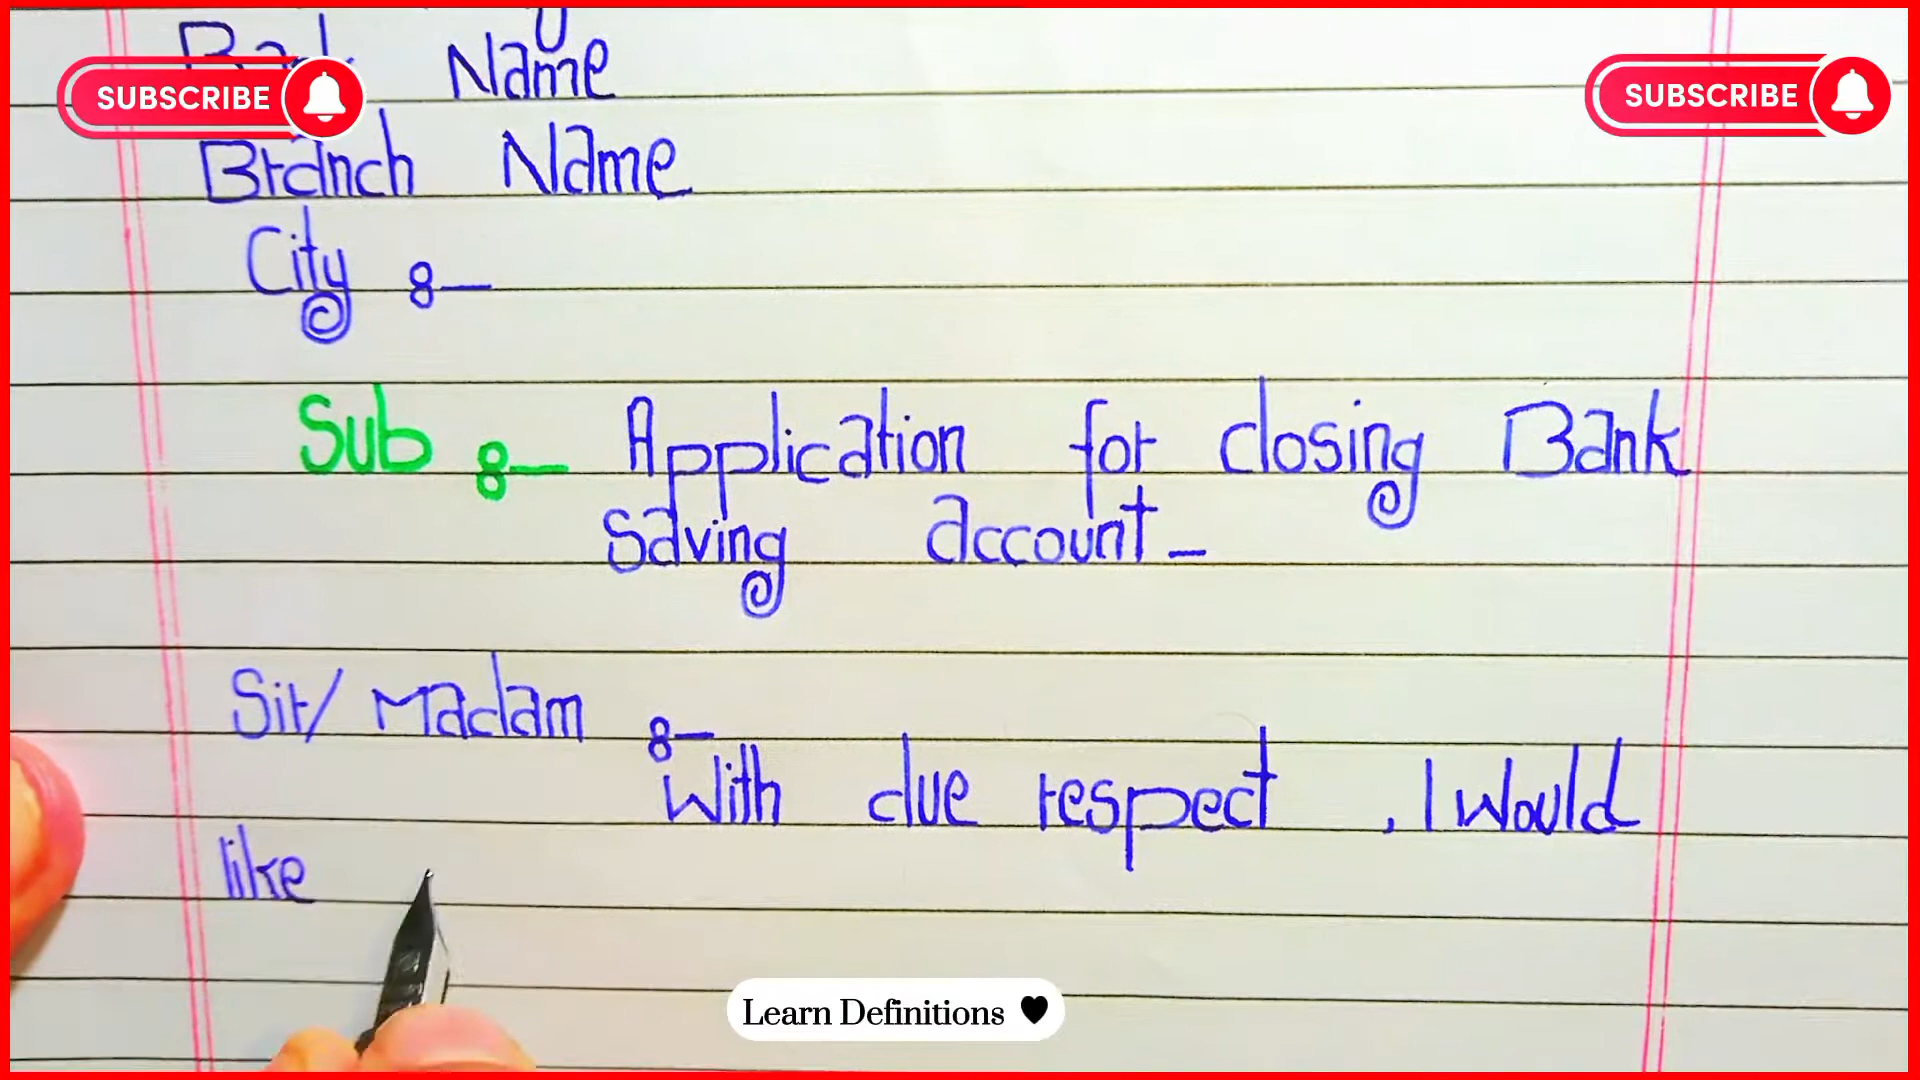 Bank Name
SUBSCRIBE
SUBSCRIBE
Branch Name
City :-
Sub :- Application for closing Bank
saving account -
Sir/ Madam :-
With due respect , I would
like
Learn Definitions